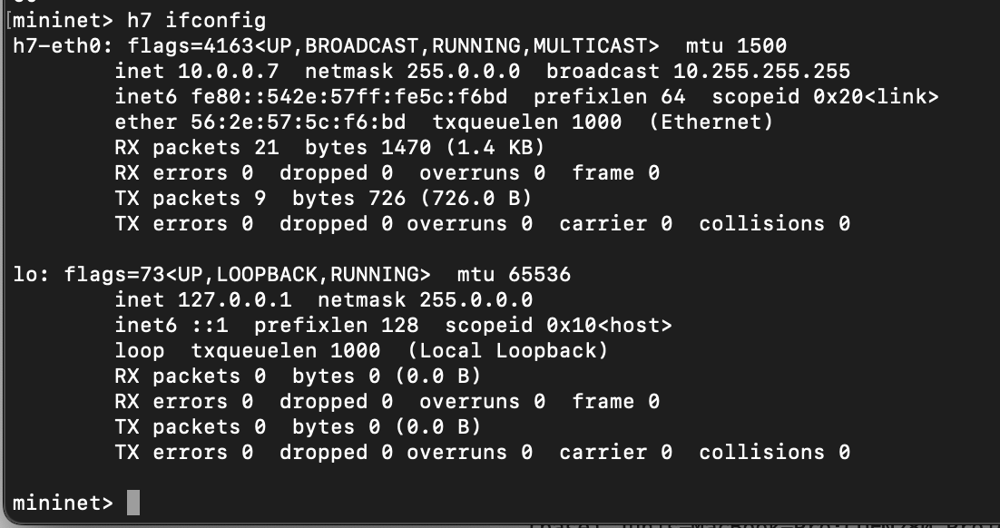 [mininet> h7 ifconfig
h7-eth0: flags=4163<UP,BROADCAST,RUNNING,MULTICAST>  mtu 1500
        inet 10.0.0.7  netmask 255.0.0.0  broadcast 10.255.255.255
        inet6 fe80::542e:57ff:fe5c:f6bd  prefixlen 64  scopeid 0x20<link>
        ether 56:2e:57:5c:f6:bd  txqueuelen 1000  (Ethernet)
        RX packets 21  bytes 1470 (1.4 KB)
        RX errors 0  dropped 0  overruns 0  frame 0
        TX packets 9  bytes 726 (726.0 B)
        TX errors 0  dropped 0 overruns 0  carrier 0  collisions 0

lo: flags=73<UP,LOOPBACK,RUNNING>  mtu 65536
        inet 127.0.0.1  netmask 255.0.0.0
        inet6 ::1  prefixlen 128  scopeid 0x10<host>
        loop  txqueuelen 1000  (Local Loopback)
        RX packets 0  bytes 0 (0.0 B)
        RX errors 0  dropped 0  overruns 0  frame 0
        TX packets 0  bytes 0 (0.0 B)
        TX errors 0  dropped 0 overruns 0  carrier 0  collisions 0

mininet>